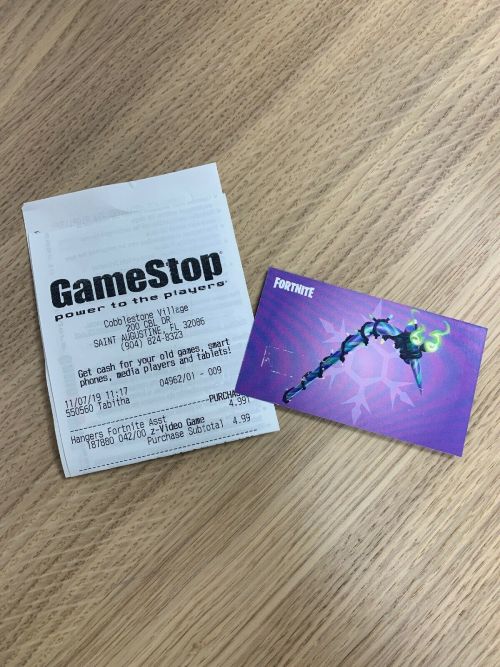 GameStop
power to the players
Cobblestone Village
200 CBL DR
SAINT AUGUSTINE, FL 32086
(904) 824-8323
Get cash for your old games, smart
phones, media players and tablets!
11/07/19 11:17 04962/01 - 009
550560 Tabitha
PURCHASE
Hangers Fortnite Asst 4.99
187880 042/00 z-Video Game
Purchase Subtotal 4.99
FORTNITE